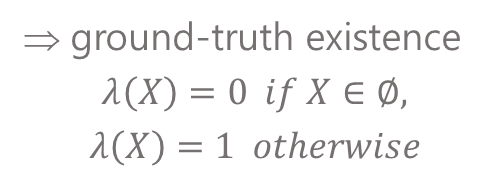 ⇒ ground-truth existence
λ(X) = 0 if X ∈ ∅,
λ(X) = 1 otherwise